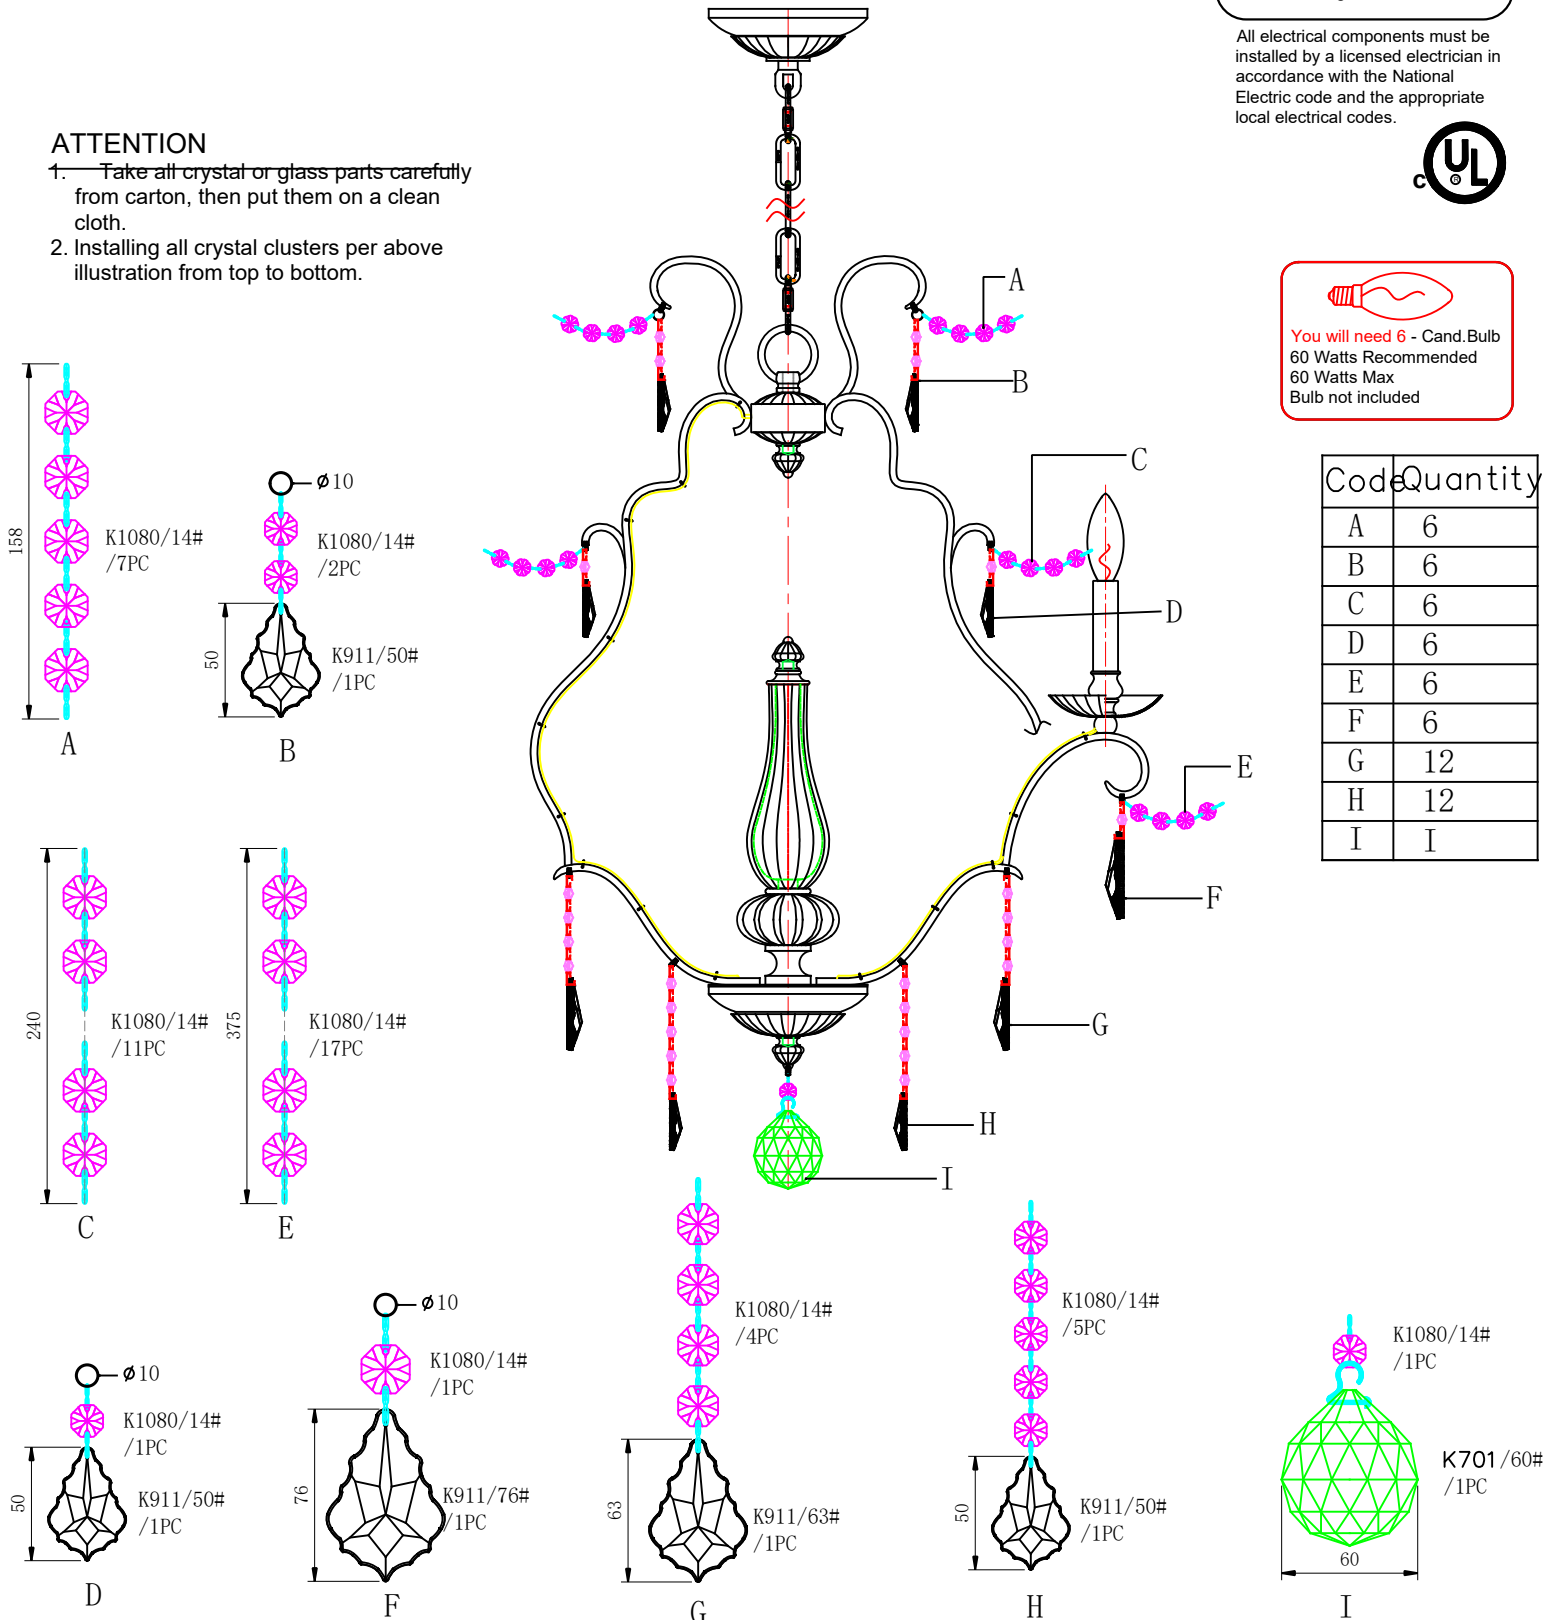 All electrical components must be
installed by a licensed electrician in
accordance with the National
Electric code and the appropriate
local electrical codes.
c UL ®
ATTENTION
1. Take all crystal or glass parts carefully
from carton, then put them on a clean
cloth.
2. Installing all crystal clusters per above
illustration from top to bottom.
You will need 6 - Cand.Bulb
60 Watts Recommended
60 Watts Max
Bulb not included
Code Quantity
A 6
B 6
C 6
D 6
E 6
F 6
G 12
H 12
I I
A
B
C
D
E
F
G
H
I
158
K1080/14#
/7PC
A
ø10
K1080/14#
/2PC
50
K911/50#
/1PC
B
240
K1080/14#
/11PC
C
375
K1080/14#
/17PC
E
ø10
K1080/14#
/1PC
50
K911/50#
/1PC
D
ø10
K1080/14#
/1PC
76
K911/76#
/1PC
F
K1080/14#
/4PC
63
K911/63#
/1PC
G
K1080/14#
/5PC
50
K911/50#
/1PC
H
K1080/14#
/1PC
K701/60#
/1PC
60
I